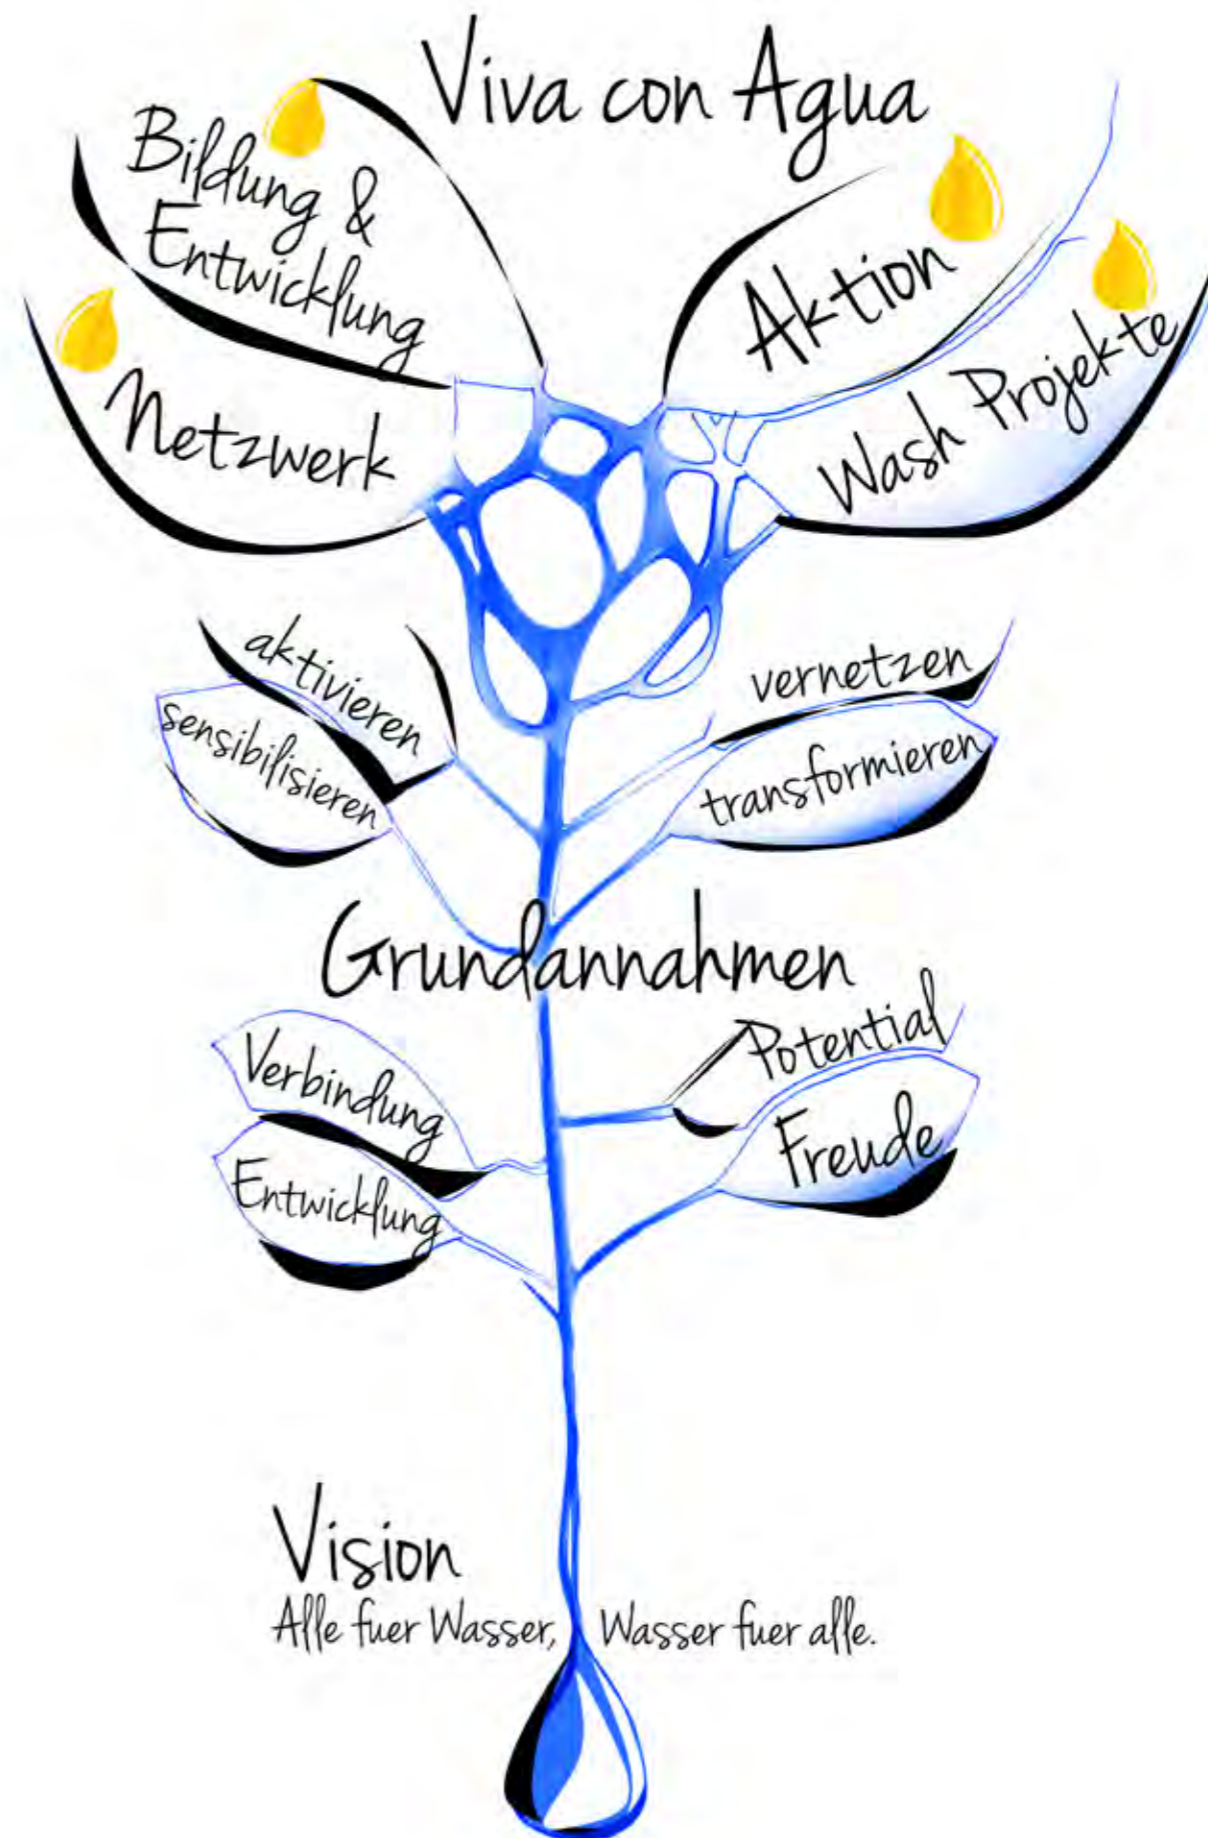 Viva con Agua
Bildung &
Entwicklung
Aktion
Netzwerk
Wash Projekte
aktivieren
sensibilisieren
vernetzen
transformieren
Grundannahmen
Verbindung
Entwicklung
Potential
Freude
Vision
Alle fuer Wasser, Wasser fuer alle.